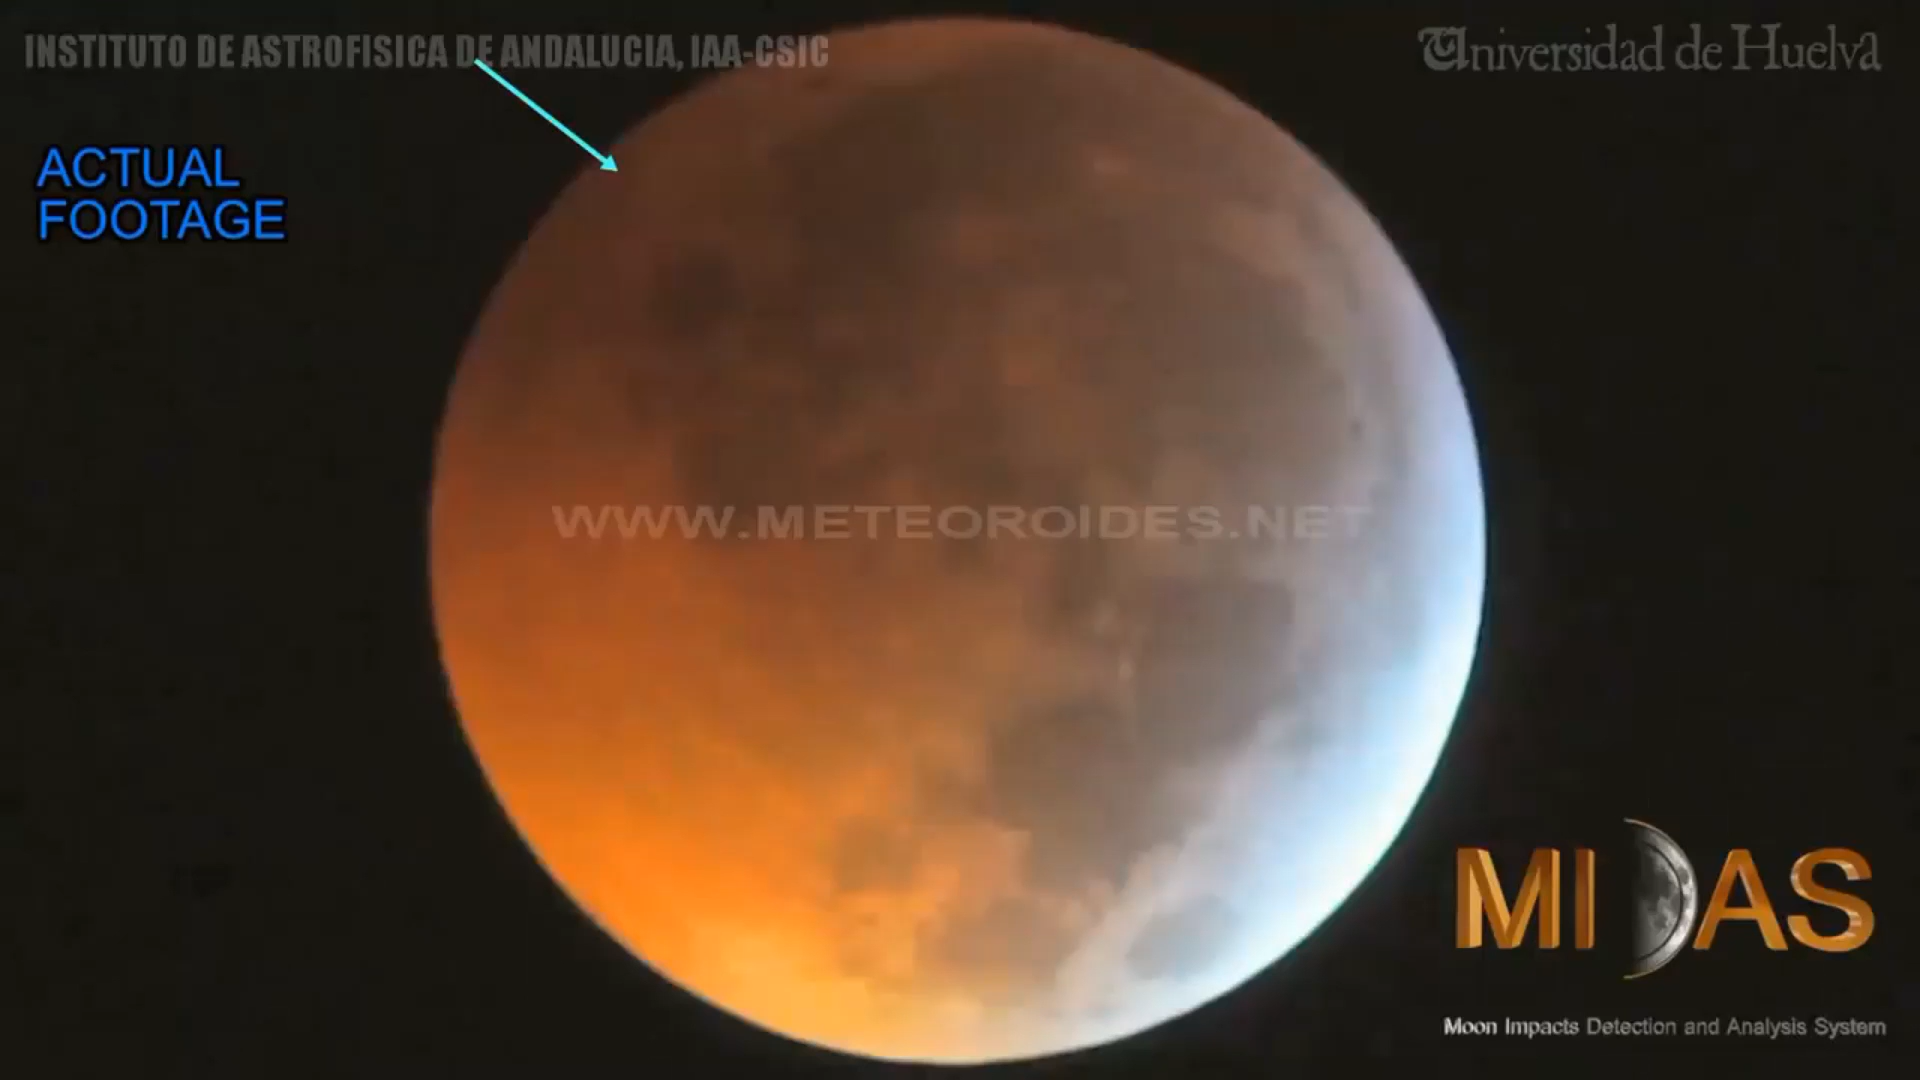 INSTITUTO DE ASTROFISICA DE ANDALUCIA, IAA-CSIC
Universidad de Huelva
ACTUAL
FOOTAGE
WWW.METEOROIDES.NET
MIDAS
Moon Impacts Detection and Analysis System